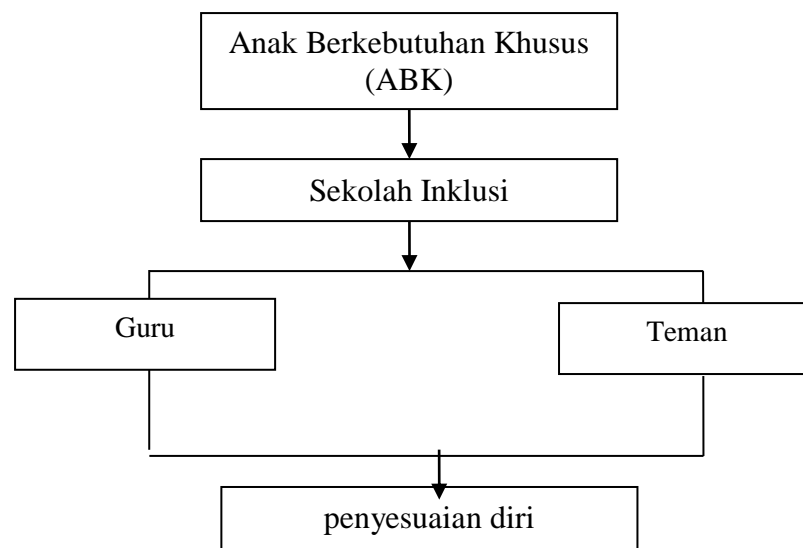 Anak Berkebutuhan Khusus
(ABK)
Sekolah Inklusi
Guru
Teman
penyesuaian diri